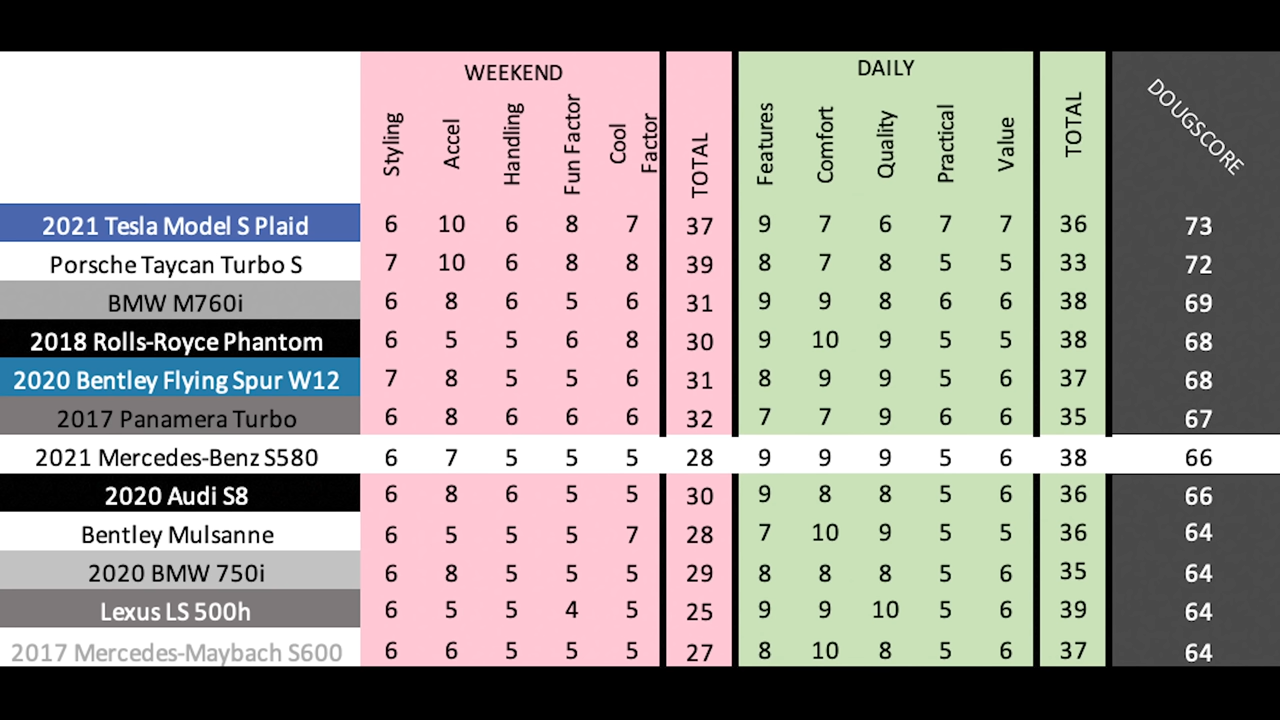 WEEKEND DAILY
Styling Accel Handling Fun Factor Cool Factor TOTAL Features Comfort Quality Practical Value TOTAL DOUGSCORE
2021 Tesla Model S Plaid 6 10 6 8 7 37 9 7 6 7 7 36 73
Porsche Taycan Turbo S 7 10 6 8 8 39 8 7 8 5 5 33 72
BMW M760i 6 8 6 5 6 31 9 9 8 6 6 38 69
2018 Rolls-Royce Phantom 6 5 5 6 8 30 9 10 9 5 5 38 68
2020 Bentley Flying Spur W12 7 8 5 5 6 31 8 9 9 5 6 37 68
2017 Panamera Turbo 6 8 6 6 6 32 7 7 9 6 6 35 67
2021 Mercedes-Benz S580 6 7 5 5 5 28 9 9 9 5 6 38 66
2020 Audi S8 6 8 6 5 5 30 9 8 8 5 6 36 66
Bentley Mulsanne 6 5 5 5 7 28 7 10 9 5 5 36 64
2020 BMW 750i 6 8 5 5 5 29 8 8 8 5 6 35 64
Lexus LS 500h 6 5 5 4 5 25 9 9 10 5 6 39 64
2017 Mercedes-Maybach S600 6 6 5 5 5 27 8 10 8 5 6 37 64